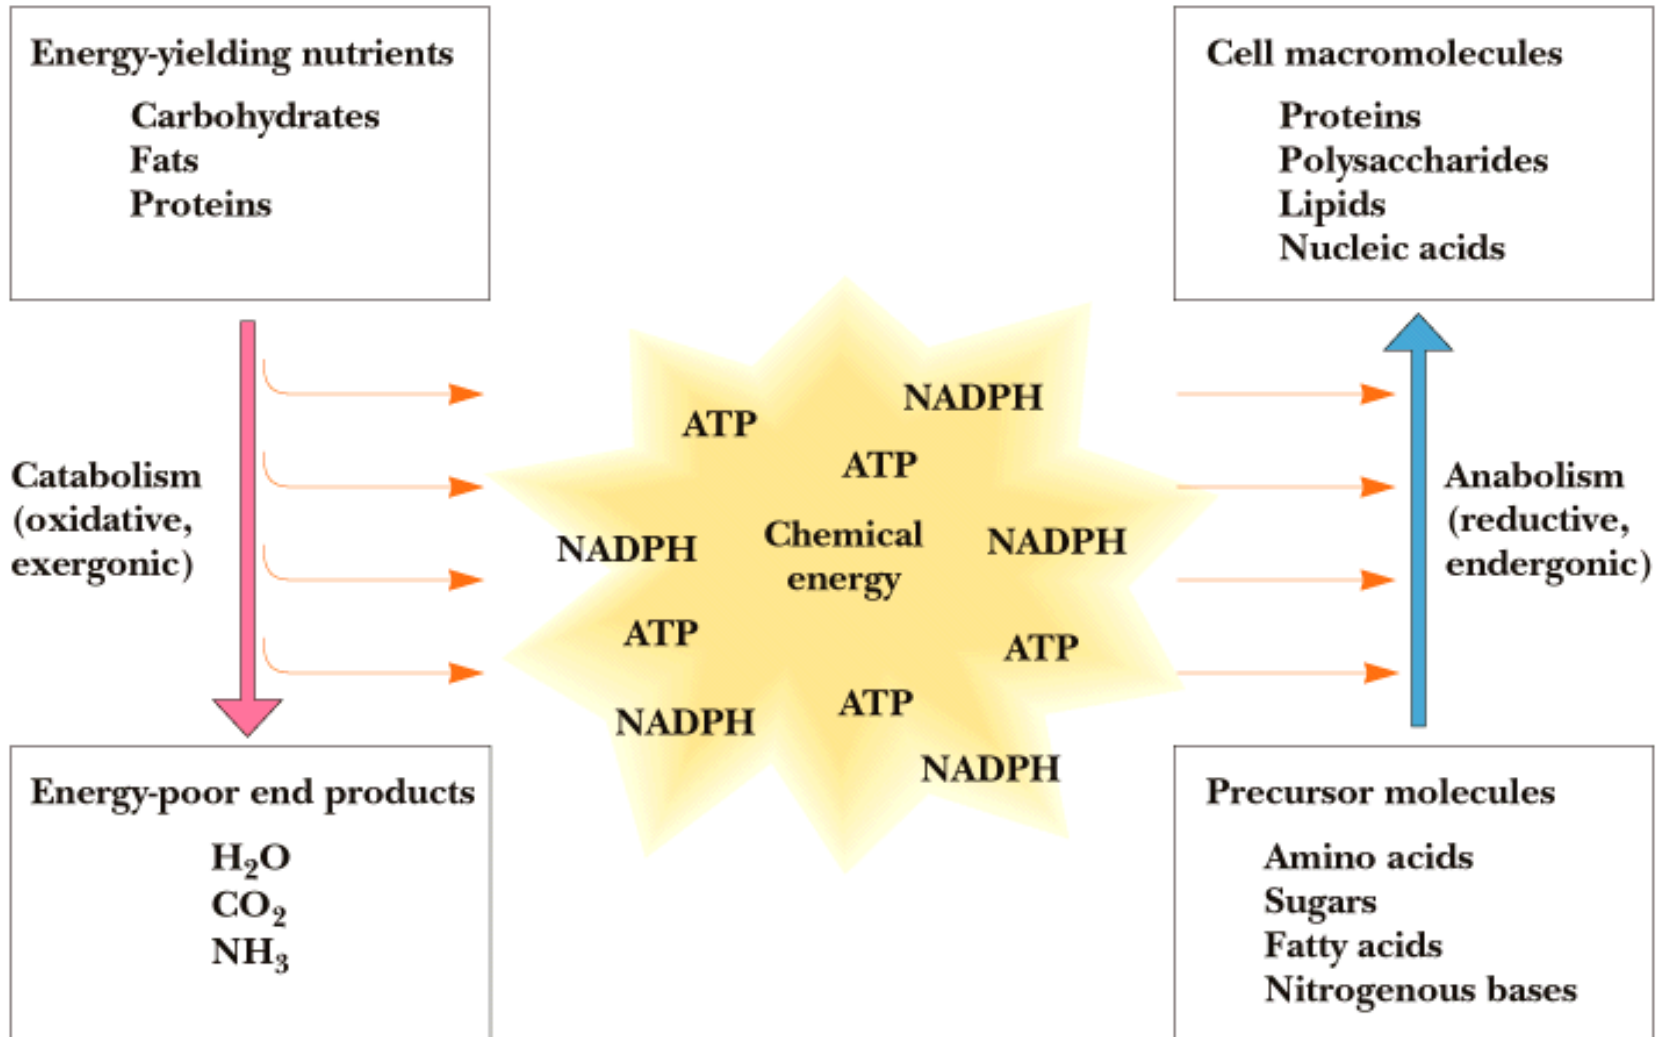 Energy-yielding nutrients
Carbohydrates
Fats
Proteins
Cell macromolecules
Proteins
Polysaccharides
Lipids
Nucleic acids
Catabolism
(oxidative,
exergonic)
ATP
NADPH
ATP
Chemical
energy
NADPH
NADPH
ATP
ATP
ATP
NADPH
NADPH
Anabolism
(reductive,
endergonic)
Energy-poor end products
H₂O
CO₂
NH₃
Precursor molecules
Amino acids
Sugars
Fatty acids
Nitrogenous bases